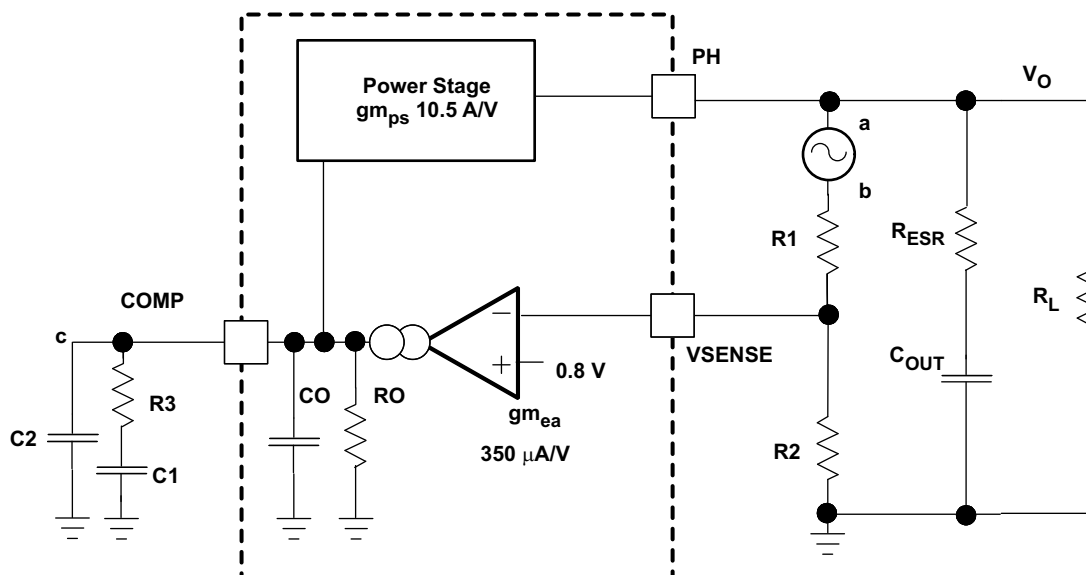 PH
V_O
Power Stage
gm_ps 10.5 A/V
a
b
R1
R_ESR
R_L
COMP
VSENSE
c
−
+
0.8 V
C_OUT
R3
CO
RO
gm_ea
350 μA/V
C2
C1
R2